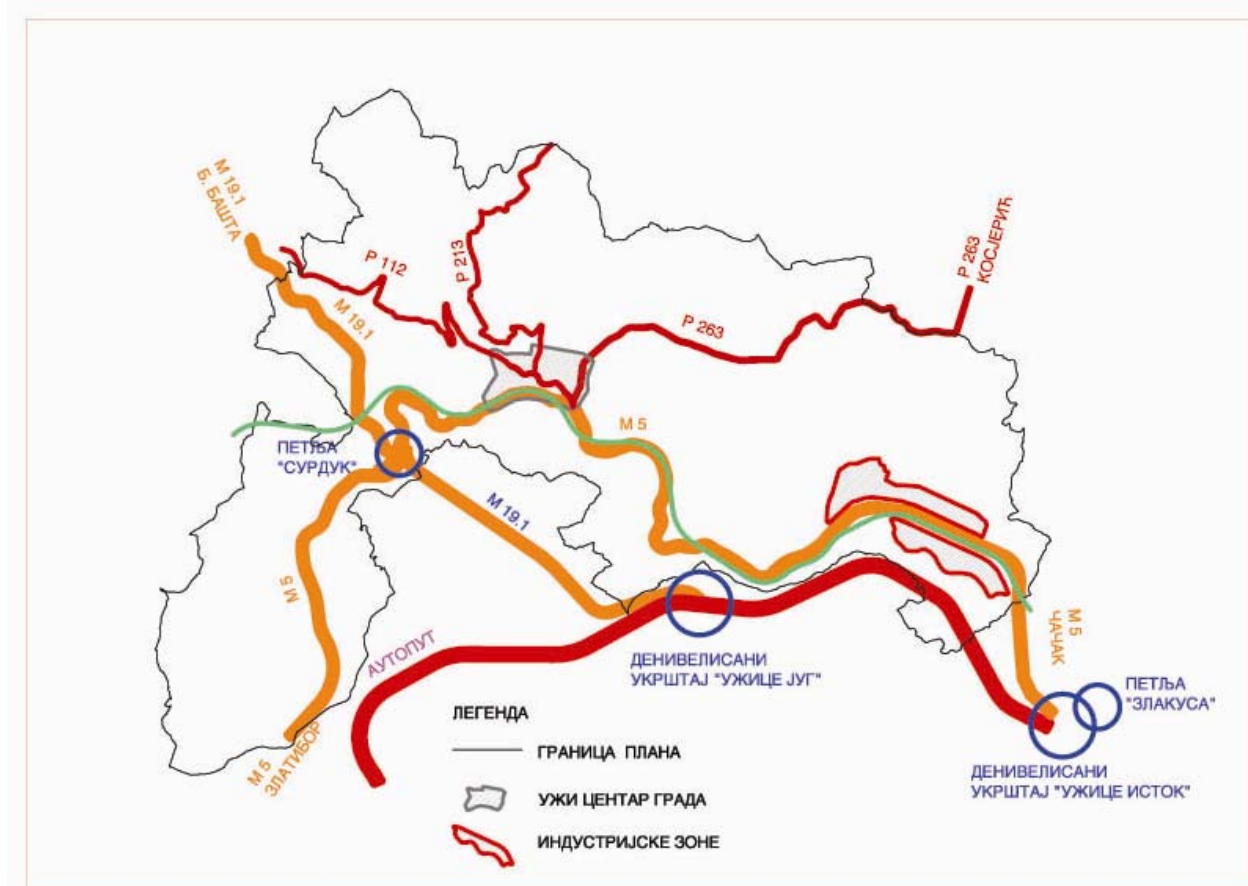 М 19.1
Б. БАШТА
Р 112
Р 213
Р 263
КОСЈЕРИЋ
М 19.1
Р 263
М 5
ПЕТЉА
"СУРДУК"
М 19.1
М 5
М 5
ЧАЧАК
АУТОПУТ
ДЕНИВЕЛИСАНИ
УКРШТАЈ "УЖИЦЕ ЈУГ"
ПЕТЉА
"ЗЛАКУСА"
М 5
ЗЛАТИБОР
ДЕНИВЕЛИСАНИ
УКРШТАЈ "УЖИЦЕ ИСТОК"
ЛЕГЕНДА
ГРАНИЦА ПЛАНА
УЖИ ЦЕНТАР ГРАДА
ИНДУСТРИЈСКЕ ЗОНЕ